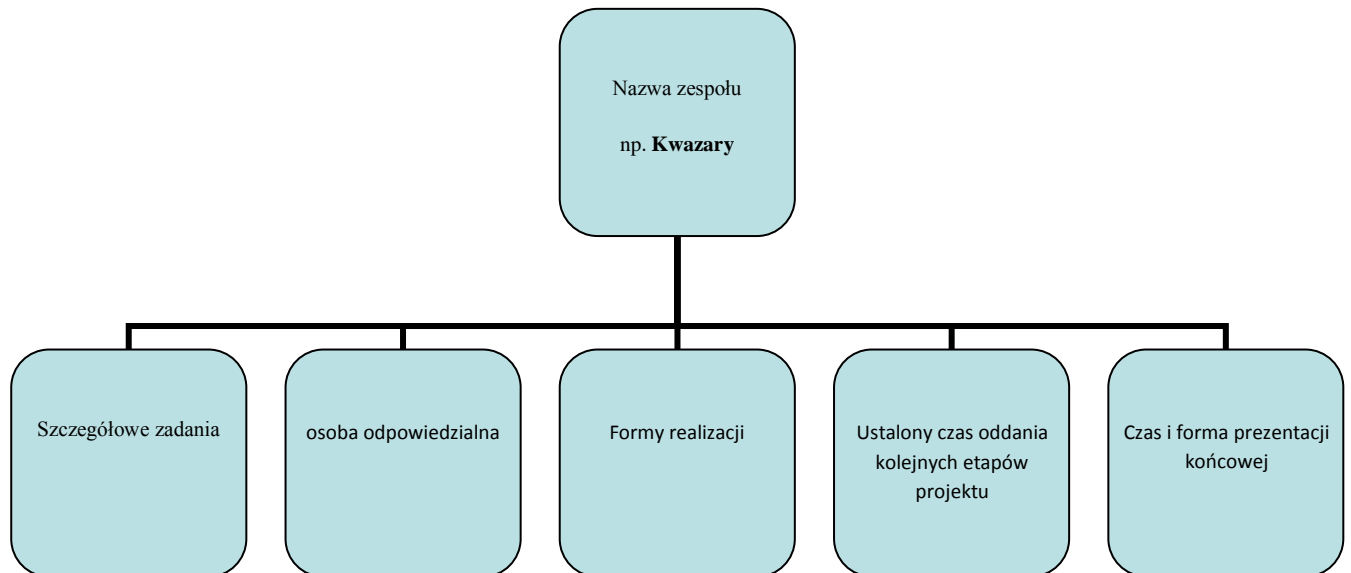 Nazwa zespołu
np. Kwazary
Szczegółowe zadania
osoba odpowiedzialna
Formy realizacji
Ustalony czas oddania
kolejnych etapów
projektu
Czas i forma prezentacji
końcowej